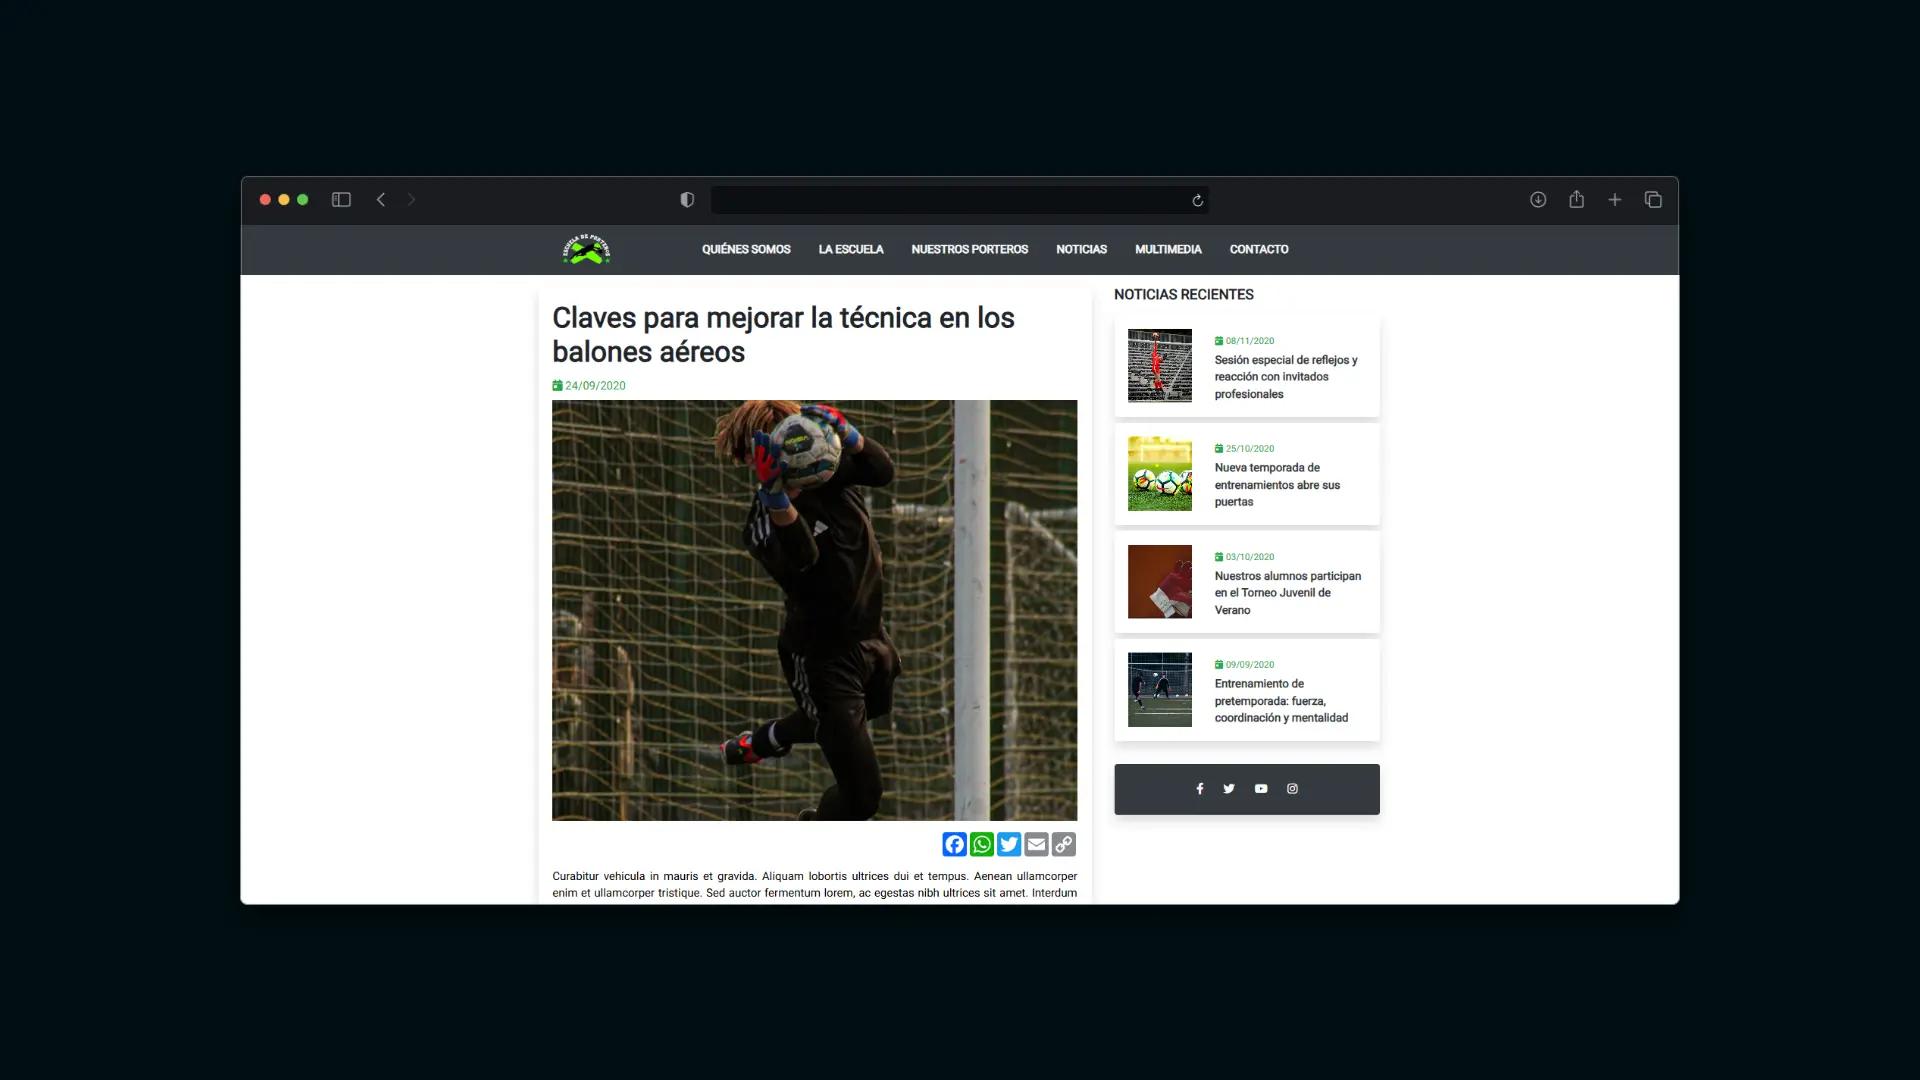 ESCUELA DE PORTEROS
QUIÉNES SOMOS
LA ESCUELA
NUESTROS PORTEROS
NOTICIAS
MULTIMEDIA
CONTACTO
Claves para mejorar la técnica en los
balones aéreos
24/09/2020
Curabitur vehicula in mauris et gravida. Aliquam lobortis ultrices dui et tempus. Aenean ullamcorper
enim et ullamcorper tristique. Sed auctor fermentum lorem, ac egestas nibh ultrices sit amet. Interdum
NOTICIAS RECIENTES
08/11/2020
Sesión especial de reflejos y
reacción con invitados
profesionales
25/10/2020
Nueva temporada de
entrenamientos abre sus
puertas
03/10/2020
Nuestros alumnos participan
en el Torneo Juvenil de
Verano
09/09/2020
Entrenamiento de
pretemporada: fuerza,
coordinación y mentalidad